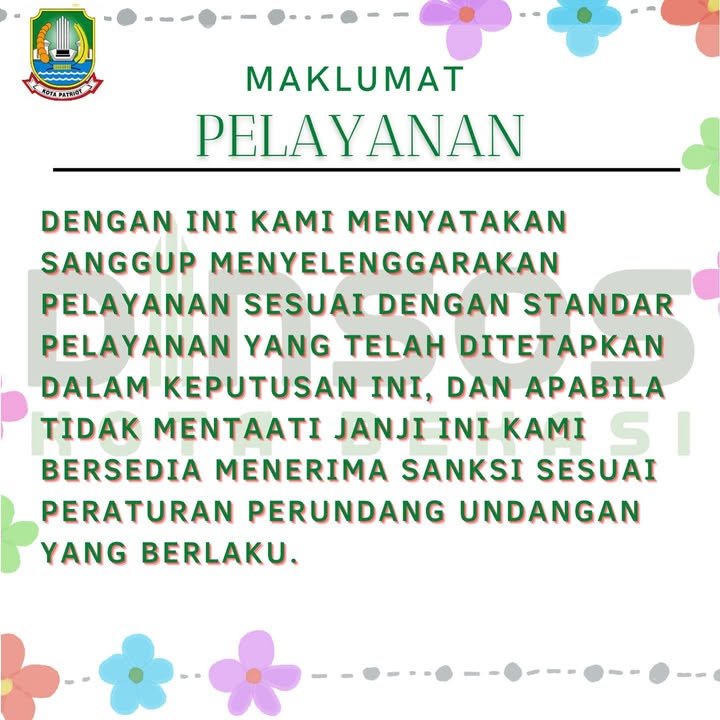 KOTA PATRIOT
MAKLUMAT
PELAYANAN
DENGAN INI KAMI MENYATAKAN
SANGGUP MENYELENGGARAKAN
PELAYANAN SESUAI DENGAN STANDAR
PELAYANAN YANG TELAH DITETAPKAN
DALAM KEPUTUSAN INI, DAN APABILA
TIDAK MENTAATI JANJI INI KAMI
BERSEDIA MENERIMA SANKSI SESUAI
PERATURAN PERUNDANG UNDANGAN
YANG BERLAKU.
DINSOS
KOTA BEKASI